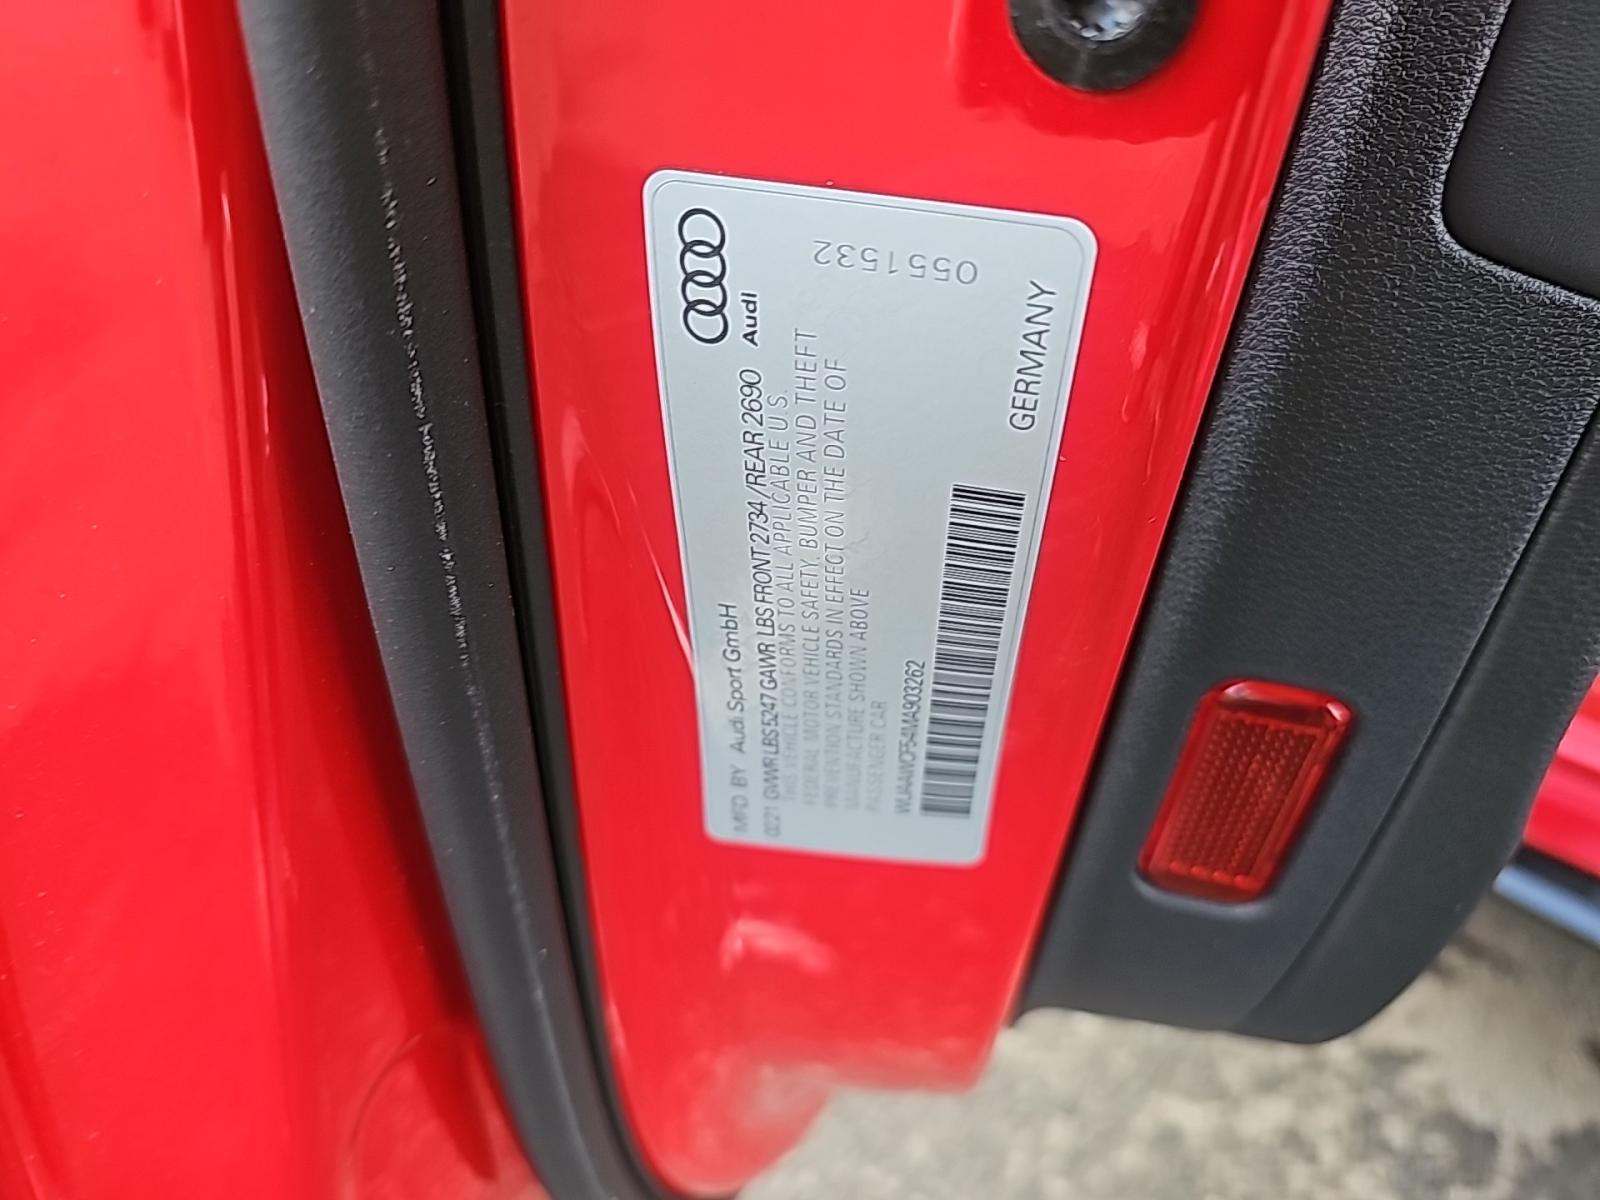 Audi
MFD BY Audi Sport GmbH
02/21 GVWR LBS 5247 GAWR LBS FRONT 2734/REAR 2690
THIS VEHICLE CONFORMS TO ALL APPLICABLE U.S.
FEDERAL MOTOR VEHICLE SAFETY, BUMPER AND THEFT
PREVENTION STANDARDS IN EFFECT ON THE DATE OF
MANUFACTURE SHOWN ABOVE
PASSENGER CAR
0551532
WUAAWCF54MA903262
GERMANY